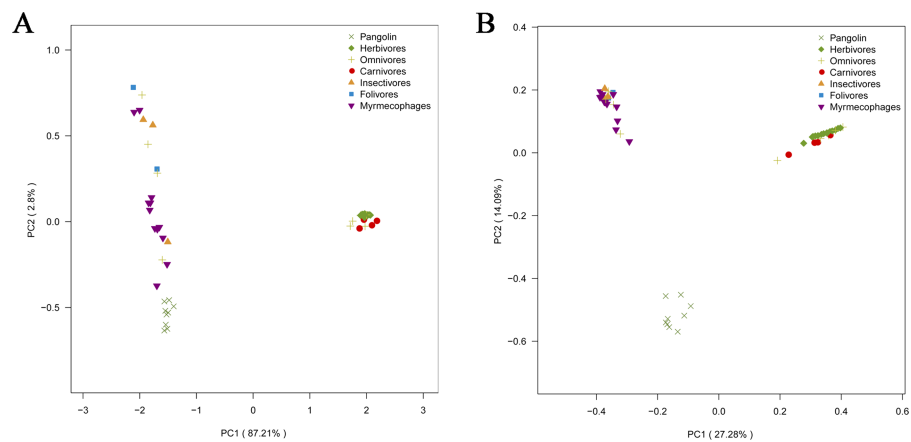 A
Pangolin
Herbivores
Omnivores
Carnivores
Insectivores
Folivores
Myrmecophages
1.0
0.5
0.0
−0.5
PC2 ( 2.8% )
−3
−2
−1
0
1
2
3
PC1 ( 87.21% )
B
Pangolin
Herbivores
Omnivores
Carnivores
Insectivores
Folivores
Myrmecophages
0.4
0.2
0.0
−0.2
−0.4
−0.6
PC2 ( 14.09% )
−0.4
−0.2
0.0
0.2
0.4
0.6
PC1 ( 27.28% )